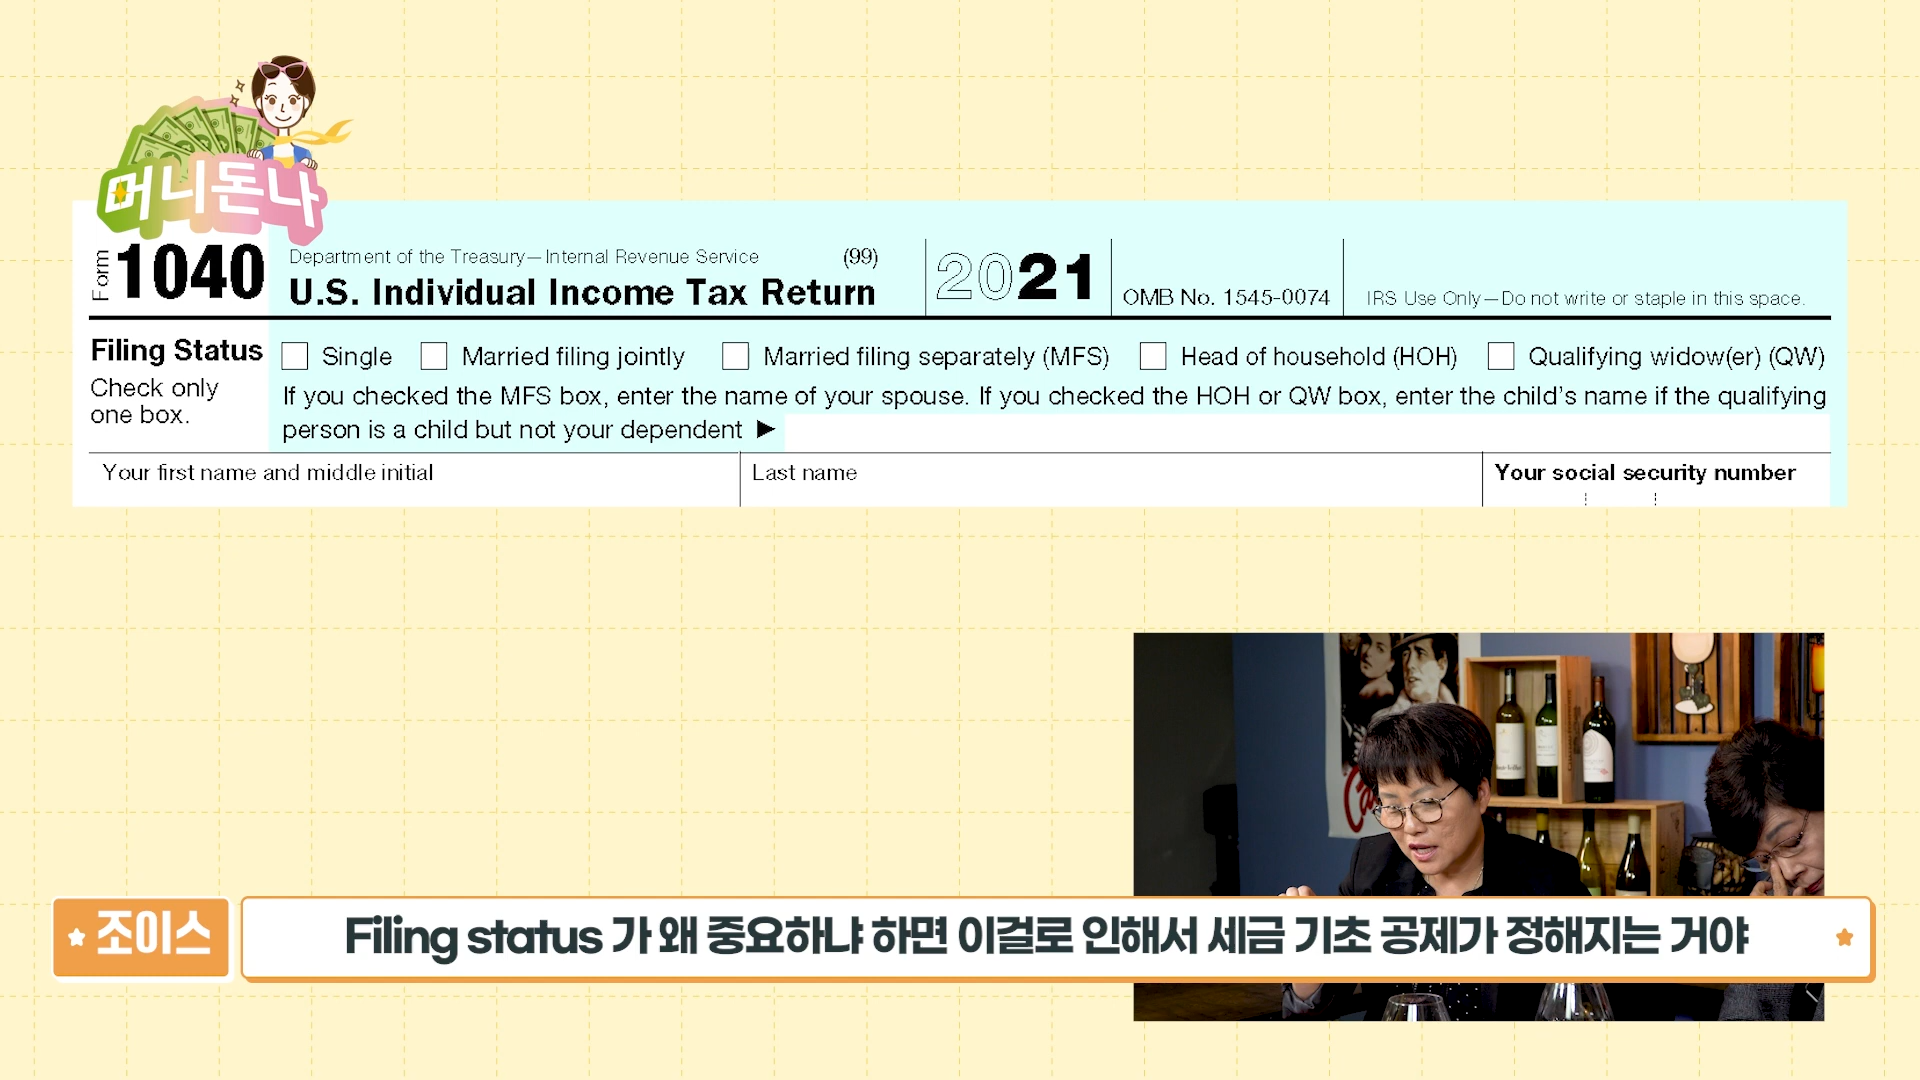 머니돈나
Form 1040 Department of the Treasury—Internal Revenue Service (99)
U.S. Individual Income Tax Return
2021
OMB No. 1545-0074
IRS Use Only—Do not write or staple in this space.
Filing Status
Check only
one box.
Single Married filing jointly Married filing separately (MFS) Head of household (HOH) Qualifying widow(er) (QW)
If you checked the MFS box, enter the name of your spouse. If you checked the HOH or QW box, enter the child's name if the qualifying
person is a child but not your dependent ▶
Your first name and middle initial
Last name
Your social security number
조이스
Filing status 가 왜 중요하냐 하면 이걸로 인해서 세금 기초 공제가 정해지는 거야